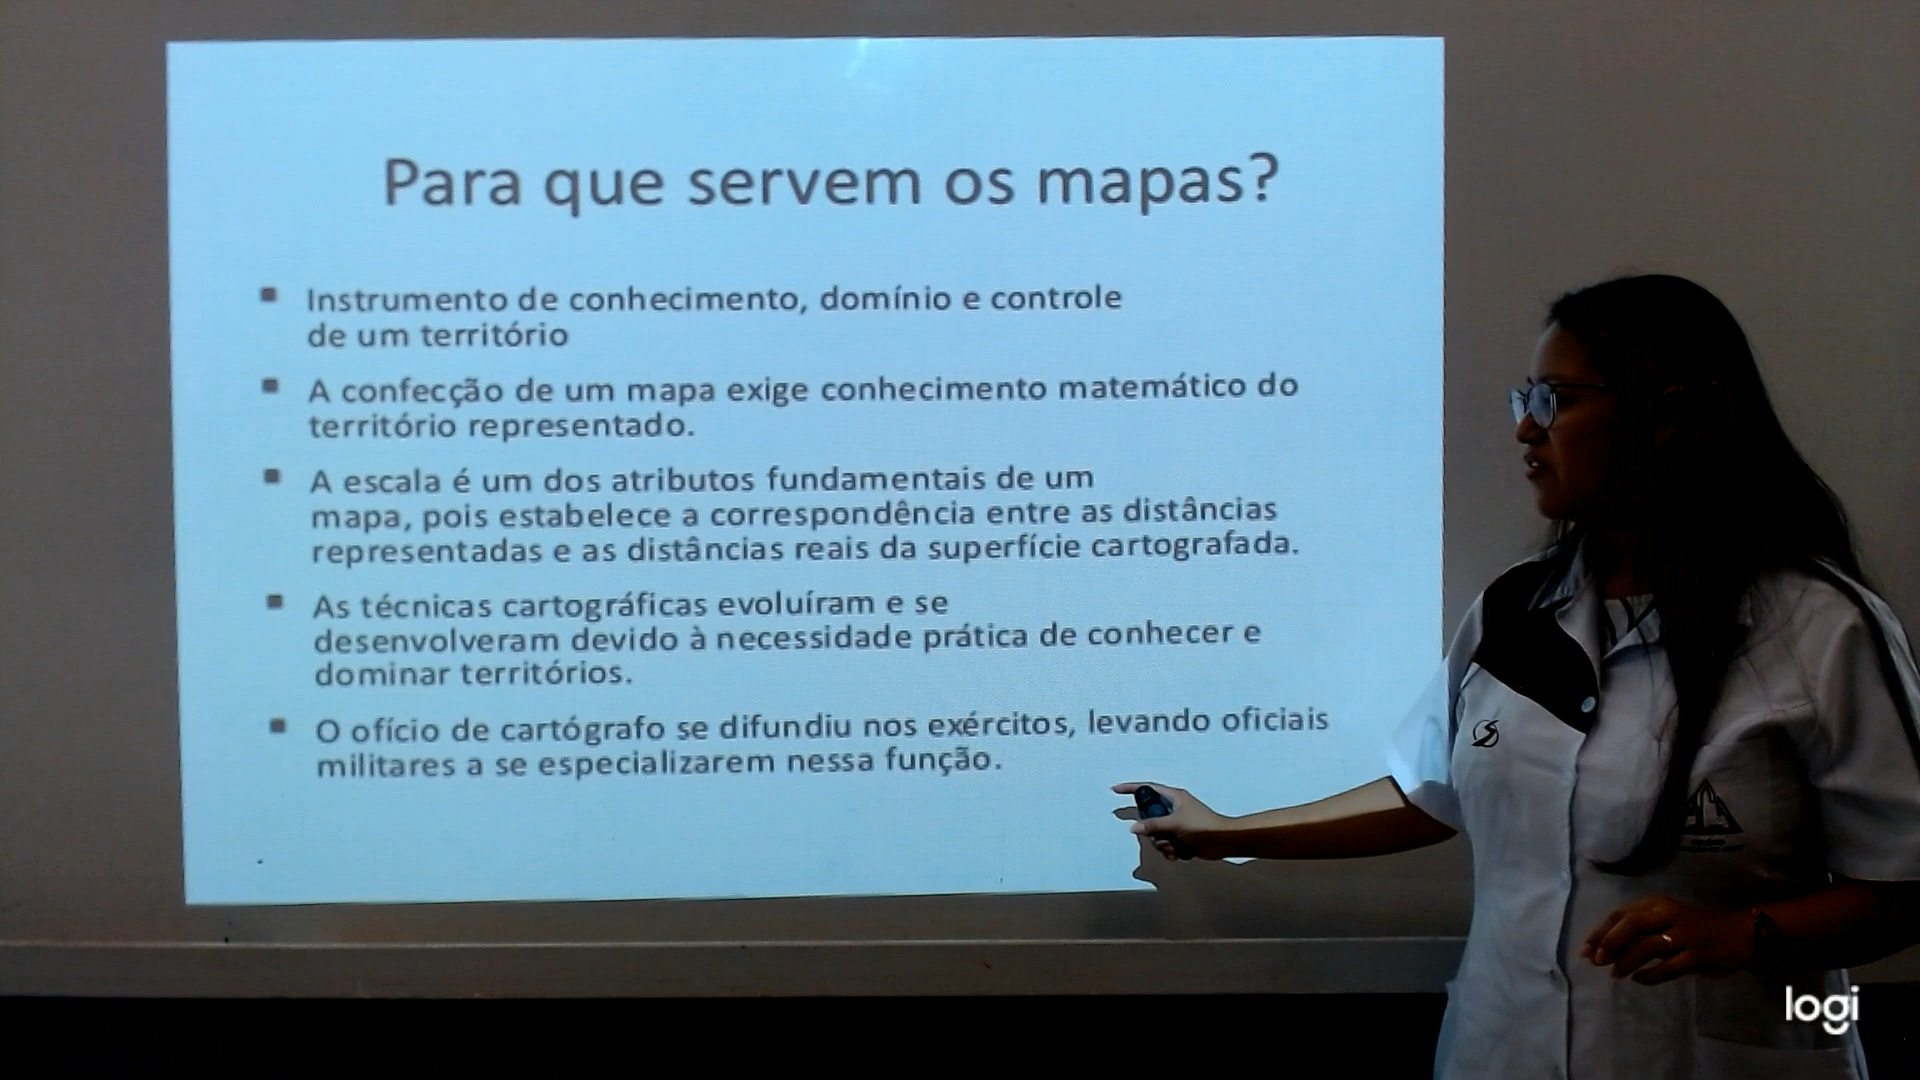 Para que servem os mapas?
Instrumento de conhecimento, domínio e controle
de um território
A confecção de um mapa exige conhecimento matemático do
território representado.
A escala é um dos atributos fundamentais de um
mapa, pois estabelece a correspondência entre as distâncias
representadas e as distâncias reais da superfície cartografada.
As técnicas cartográficas evoluíram e se
desenvolveram devido à necessidade prática de conhecer e
dominar territórios.
O ofício de cartógrafo se difundiu nos exércitos, levando oficiais
militares a se especializarem nessa função.
logi